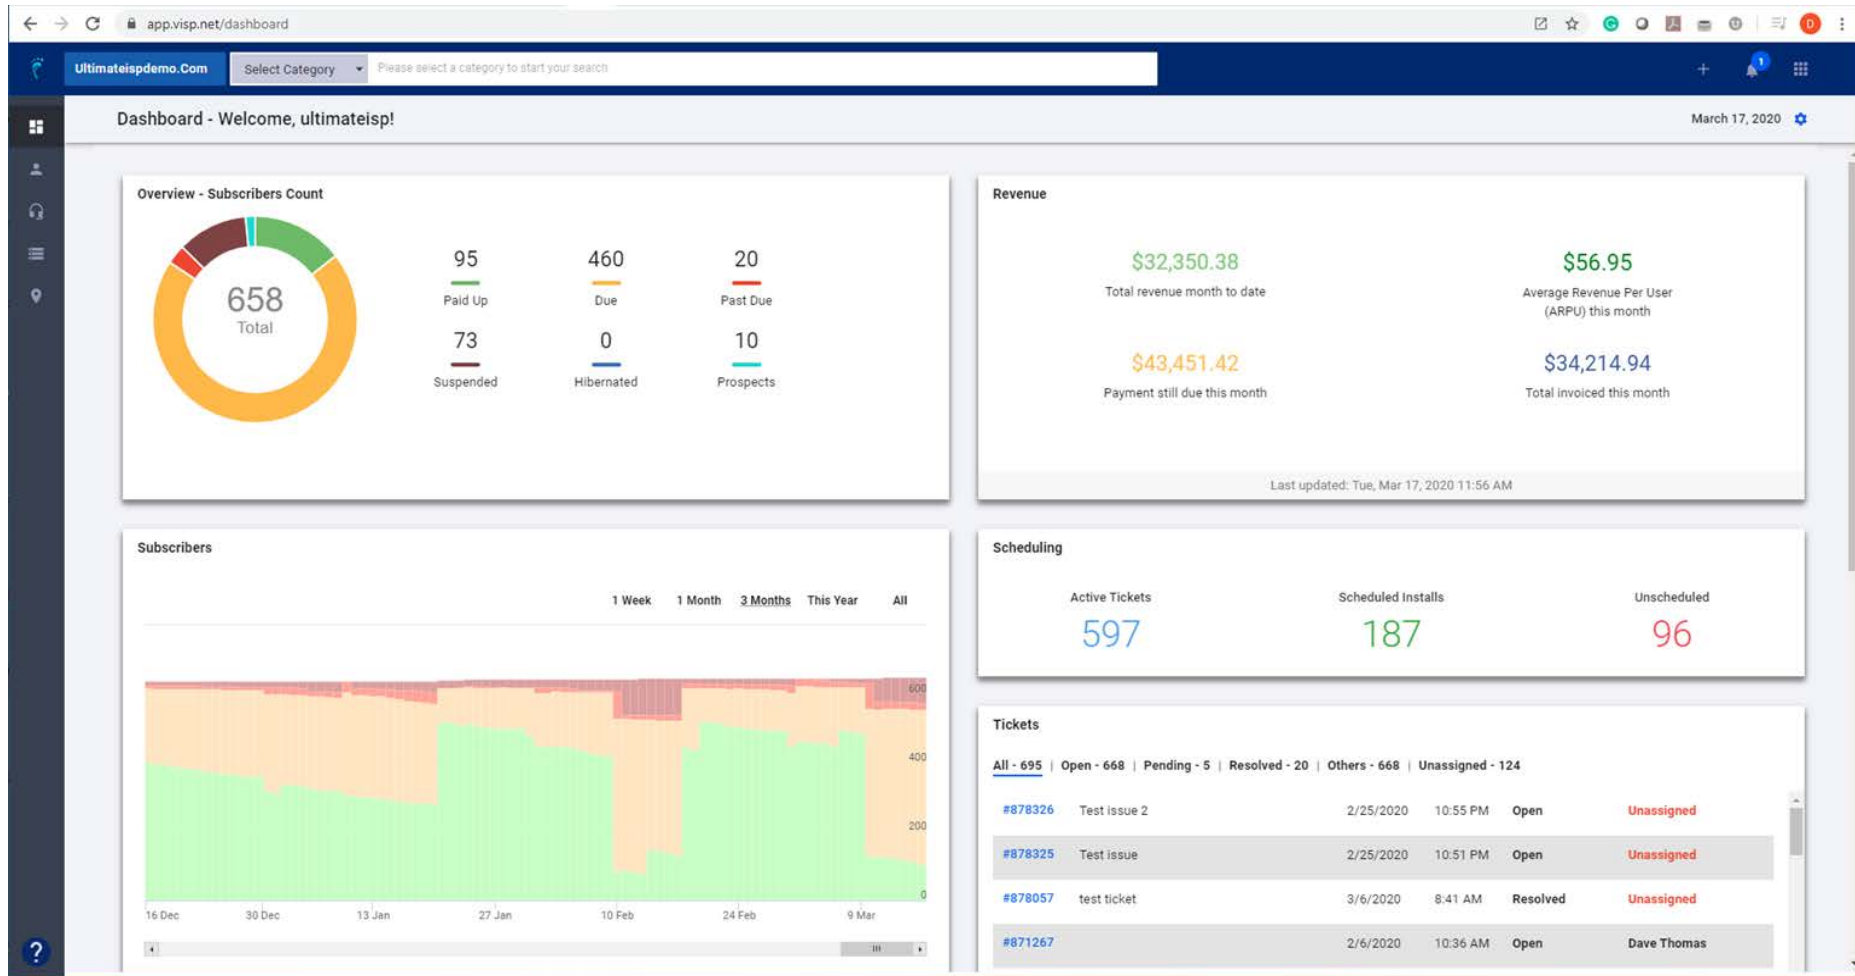 app.visp.net/dashboard
D
Ultimateispdemo.Com
Select Category
Please select a category to start your search
1
Dashboard - Welcome, ultimateisp!
March 17, 2020
Overview - Subscribers Count
658
Total
95
460
20
Paid Up
Due
Past Due
73
0
10
Suspended
Hibernated
Prospects
Revenue
$32,350.38
Total revenue month to date
$56.95
Average Revenue Per User
(ARPU) this month
$43,451.42
Payment still due this month
$34,214.94
Total invoiced this month
Last updated: Tue, Mar 17, 2020 11:56 AM
Subscribers
1 Week 1 Month 3 Months This Year All
600
400
200
0
16 Dec 30 Dec 13 Jan 27 Jan 10 Feb 24 Feb 9 Mar
Scheduling
Active Tickets
597
Scheduled Installs
187
Unscheduled
96
Tickets
All - 695 | Open - 668 | Pending - 5 | Resolved - 20 | Others - 668 | Unassigned - 124
#878326 Test issue 2 2/25/2020 10:55 PM Open Unassigned
#878325 Test issue 2/25/2020 10:51 PM Open Unassigned
#878057 test ticket 3/6/2020 8:41 AM Resolved Unassigned
#871267 2/6/2020 10:36 AM Open Dave Thomas
?